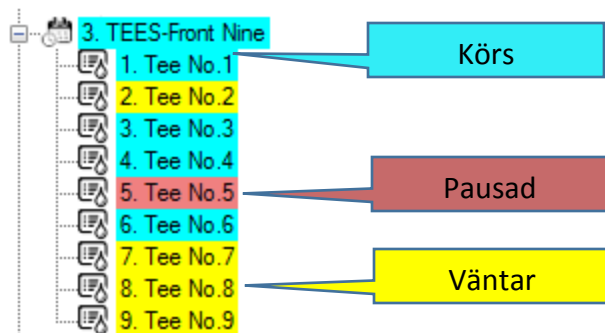 3. TEES-Front Nine
1. Tee No.1
2. Tee No.2
3. Tee No.3
4. Tee No.4
5. Tee No.5
6. Tee No.6
7. Tee No.7
8. Tee No.8
9. Tee No.9
Körs
Pausad
Väntar